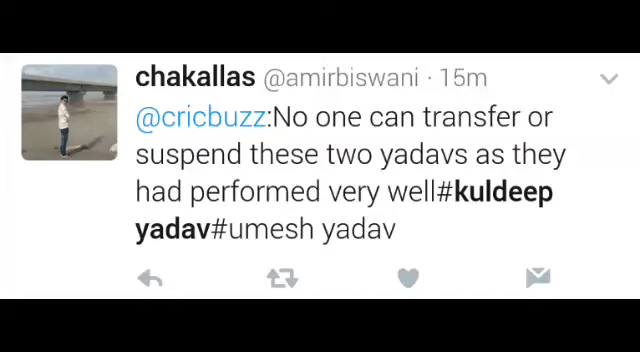 chakallas @amirbiswani · 15m
@cricbuzz:No one can transfer or
suspend these two yadavs as they
had performed very well#kuldeep
yadav#umesh yadav